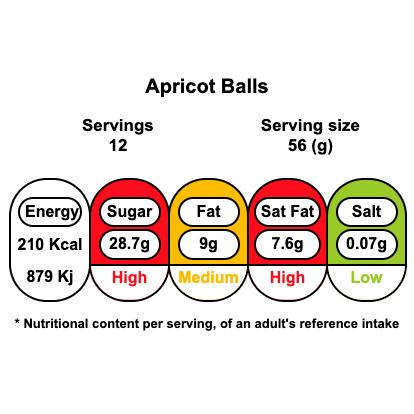 Apricot Balls
Servings Serving size
12 56 (g)
Energy Sugar Fat Sat Fat Salt
210 Kcal 28.7g 9g 7.6g 0.07g
879 Kj High Medium High Low
* Nutritional content per serving, of an adult's reference intake